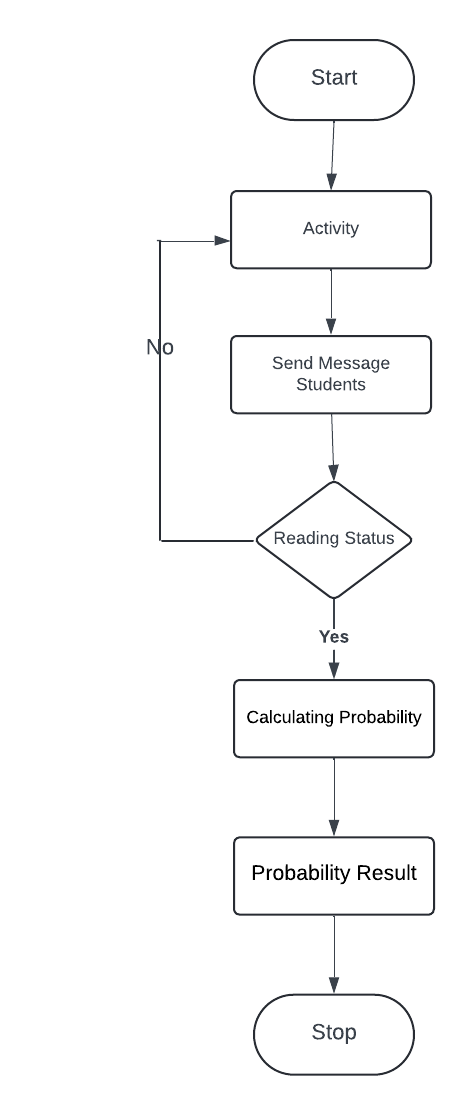 Start
Activity
Send Message
Students
No
Reading Status
Yes
Calculating Probability
Probability Result
Stop